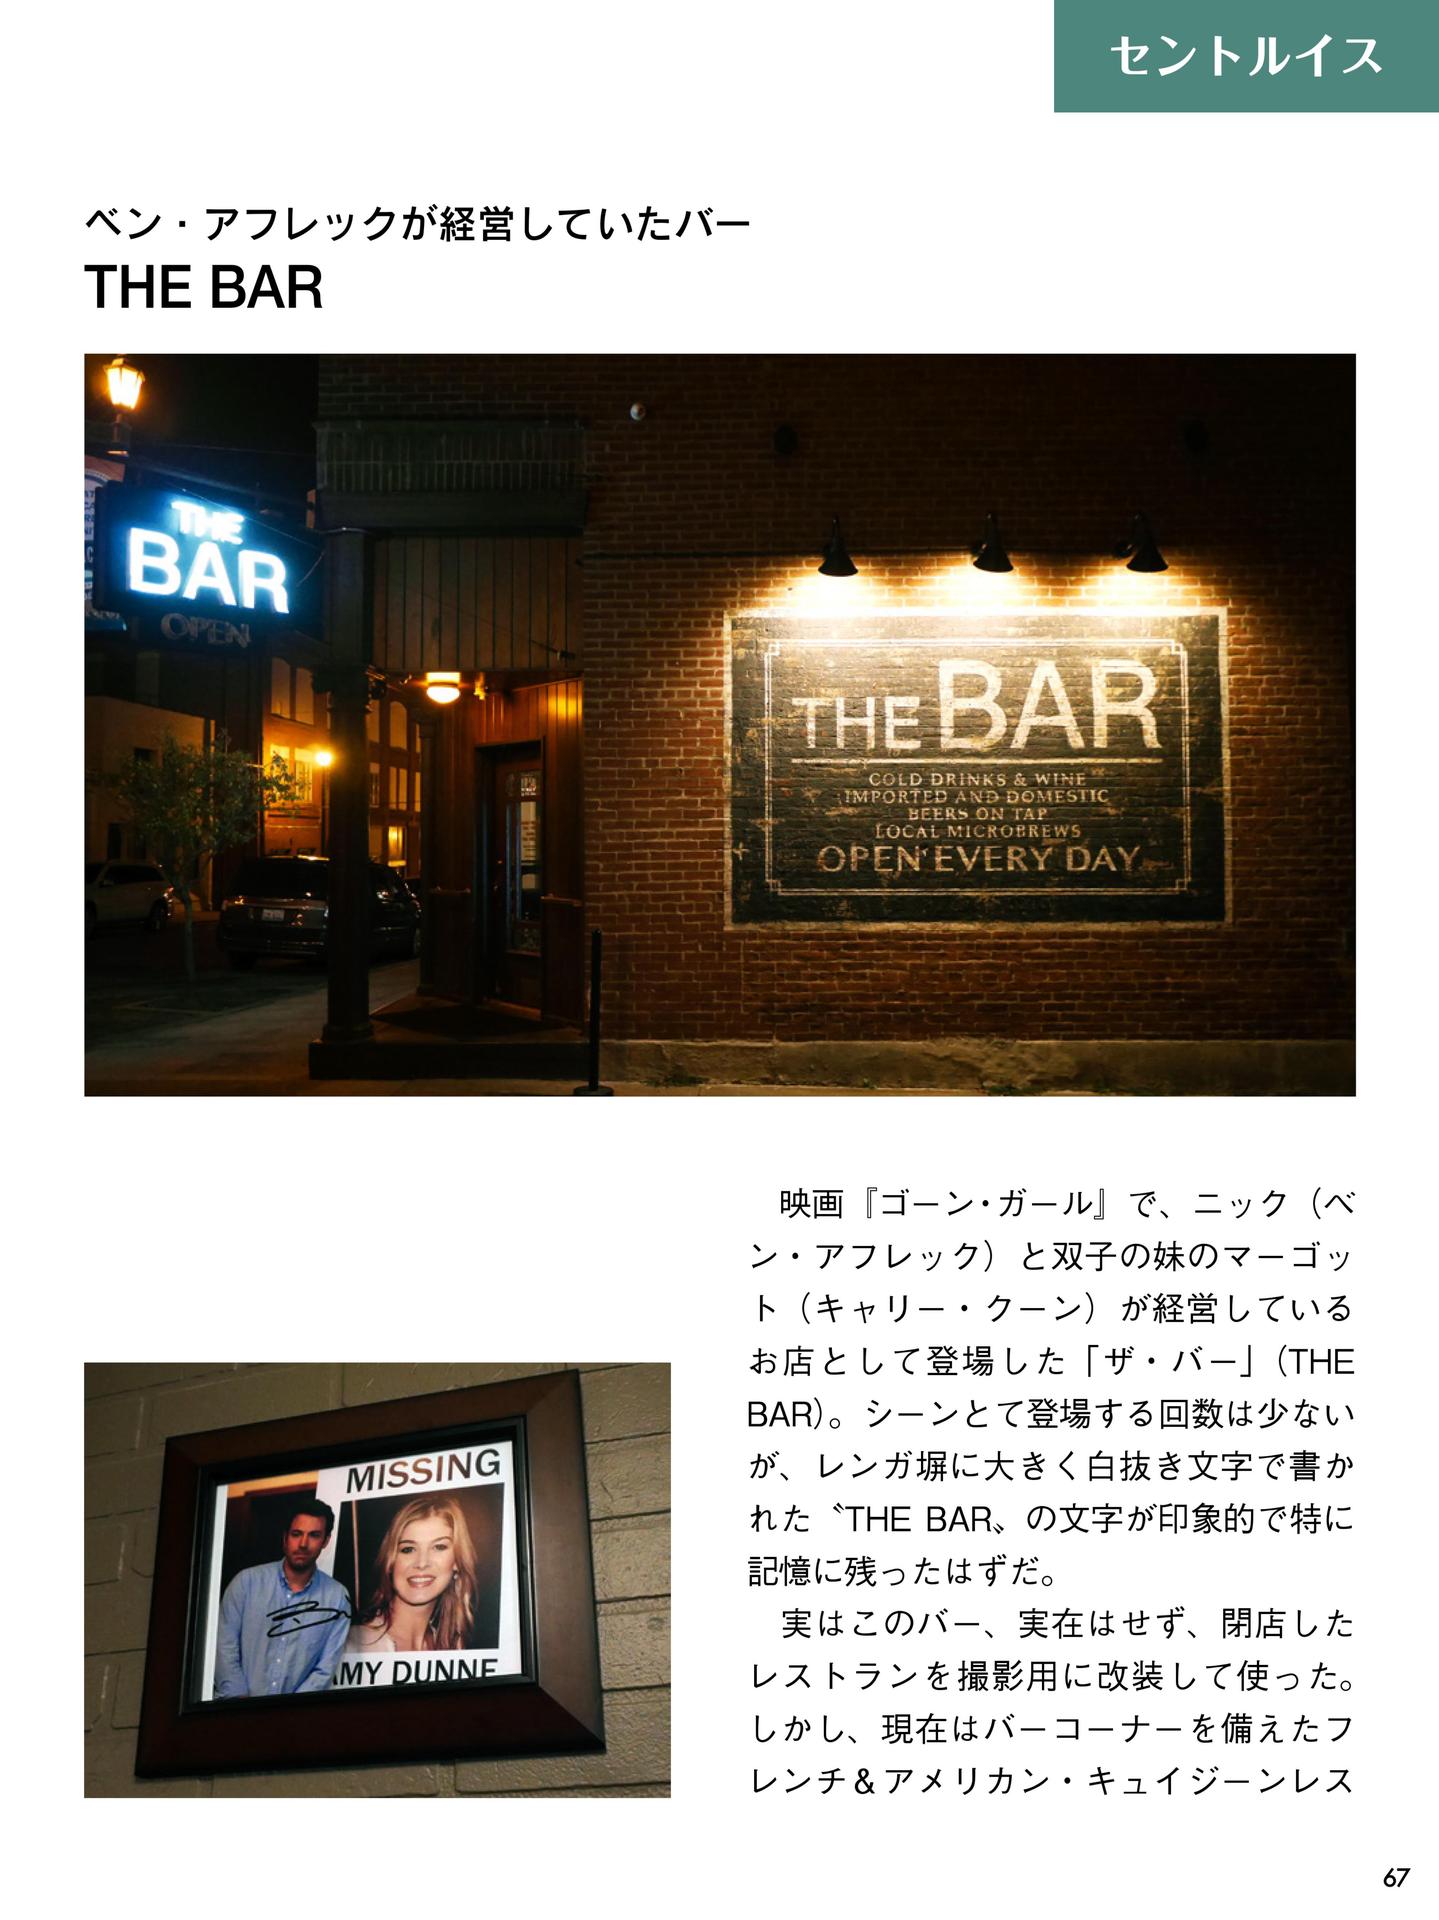 セントルイス
ベン・アフレックが経営していたバー
THE BAR
THE
BAR
OPEN
THE BAR
COLD DRINKS & WINE
IMPORTED AND DOMESTIC
BEERS ON TAP
LOCAL MICROBREWS
OPEN EVERY DAY
MISSING
AMY DUNNE
映画『ゴーン・ガール』で、ニック（ベ
ン・アフレック）と双子の妹のマーゴッ
ト（キャリー・クーン）が経営している
お店として登場した「ザ・バー」（THE
BAR）。シーンとて登場する回数は少ない
が、レンガ塀に大きく白抜き文字で書か
れた〝THE BAR〟の文字が印象的で特に
記憶に残ったはずだ。
実はこのバー、実在はせず、閉店した
レストランを撮影用に改装して使った。
しかし、現在はバーコーナーを備えたフ
レンチ＆アメリカン・キュイジーンレス
67